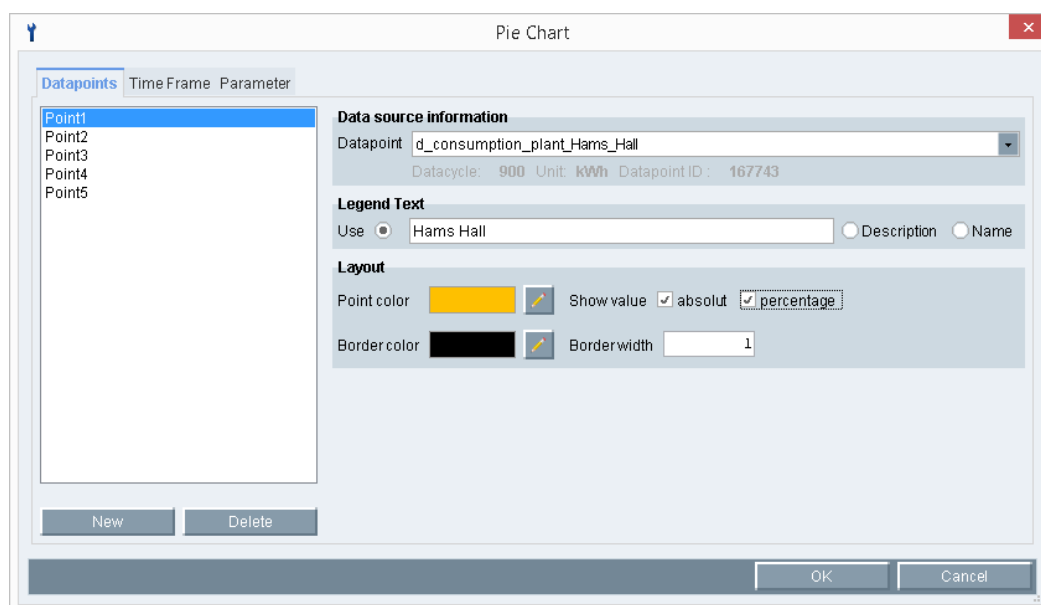 Pie Chart
Datapoints Time Frame Parameter
Point1
Point2
Point3
Point4
Point5
New Delete
Data source information
Datapoint d_consumption_plant_Hams_Hall
Datacycle: 900 Unit: kWh Datapoint ID : 167743
Legend Text
Use Hams Hall Description Name
Layout
Point color Show value absolut percentage
Border color Border width 1
OK Cancel